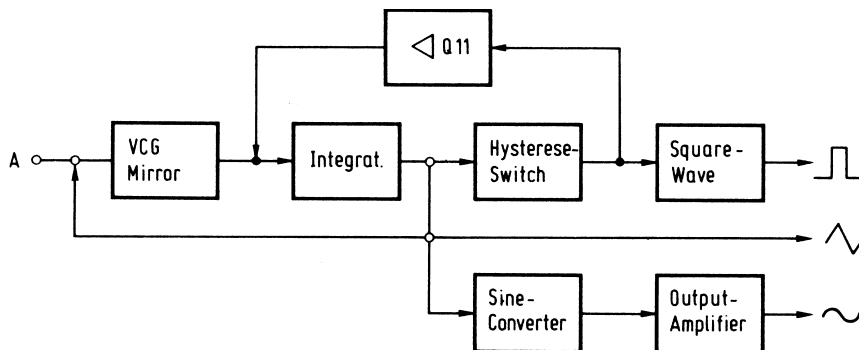 Q11
A
VCG
Mirror
Integrat.
Hysterese-
Switch
Square-
Wave
Sine-
Converter
Output-
Amplifier